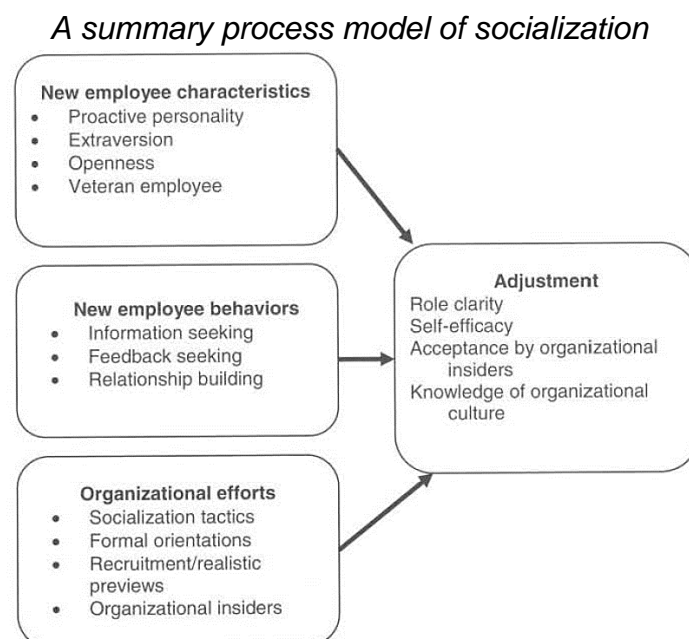 A summary process model of socialization
New employee characteristics
• Proactive personality
• Extraversion
• Openness
• Veteran employee
New employee behaviors
• Information seeking
• Feedback seeking
• Relationship building
Organizational efforts
• Socialization tactics
• Formal orientations
• Recruitment/realistic
previews
• Organizational insiders
Adjustment
Role clarity
Self-efficacy
Acceptance by organizational
insiders
Knowledge of organizational
culture